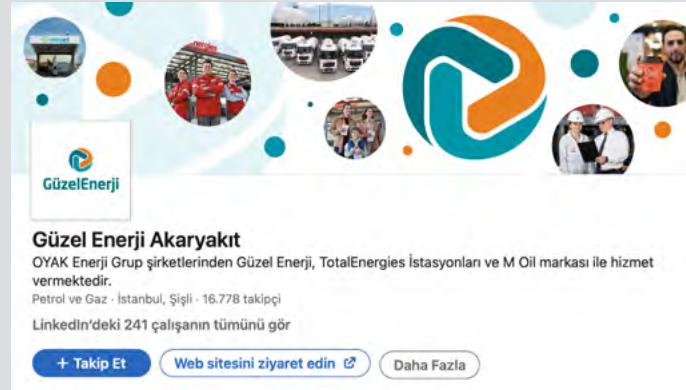 GüzelEnerji
Güzel Enerji Akaryakıt
OYAK Enerji Grup şirketlerinden Güzel Enerji, TotalEnergies İstasyonları ve M Oil markası ile hizmet
vermektedir.
Petrol ve Gaz · İstanbul, Şişli · 16.778 takipçi
LinkedIn'deki 241 çalışanın tümünü gör
+ Takip Et
Web sitesini ziyaret edin
Daha Fazla